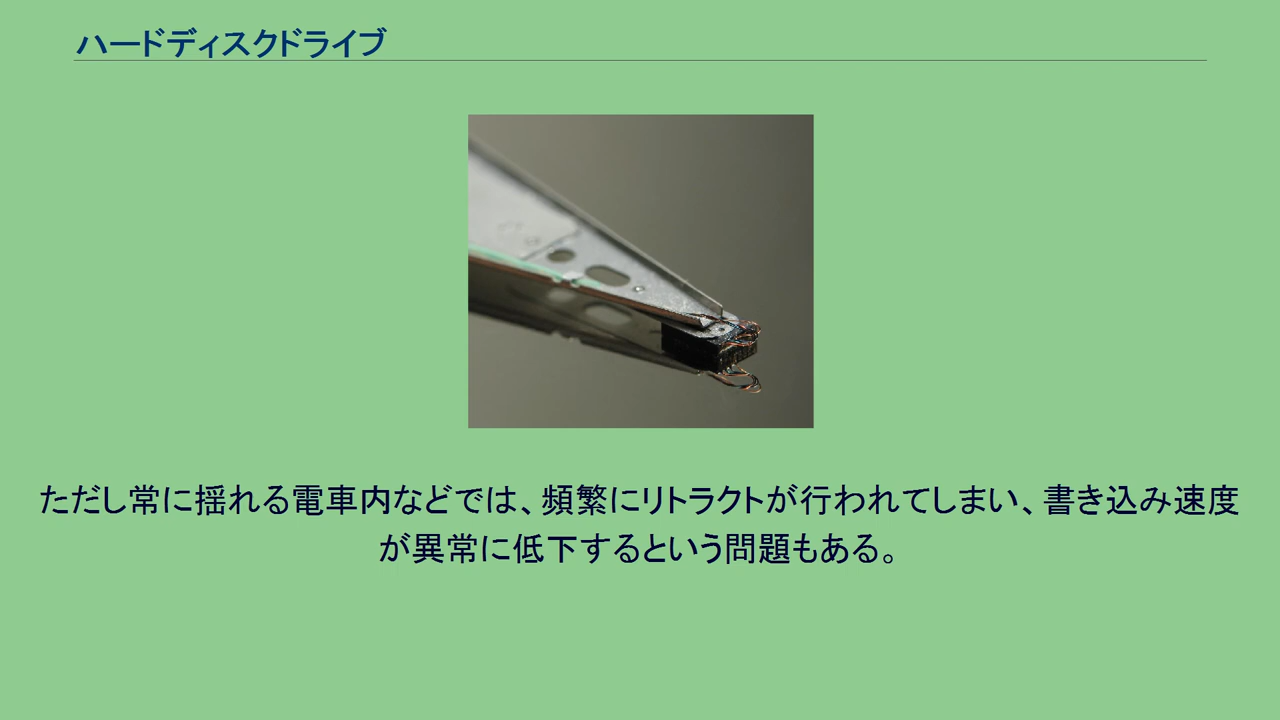 ハードディスクドライブ
ただし常に揺れる電車内などでは、頻繁にリトラクトが行われてしまい、書き込み速度
が異常に低下するという問題もある。